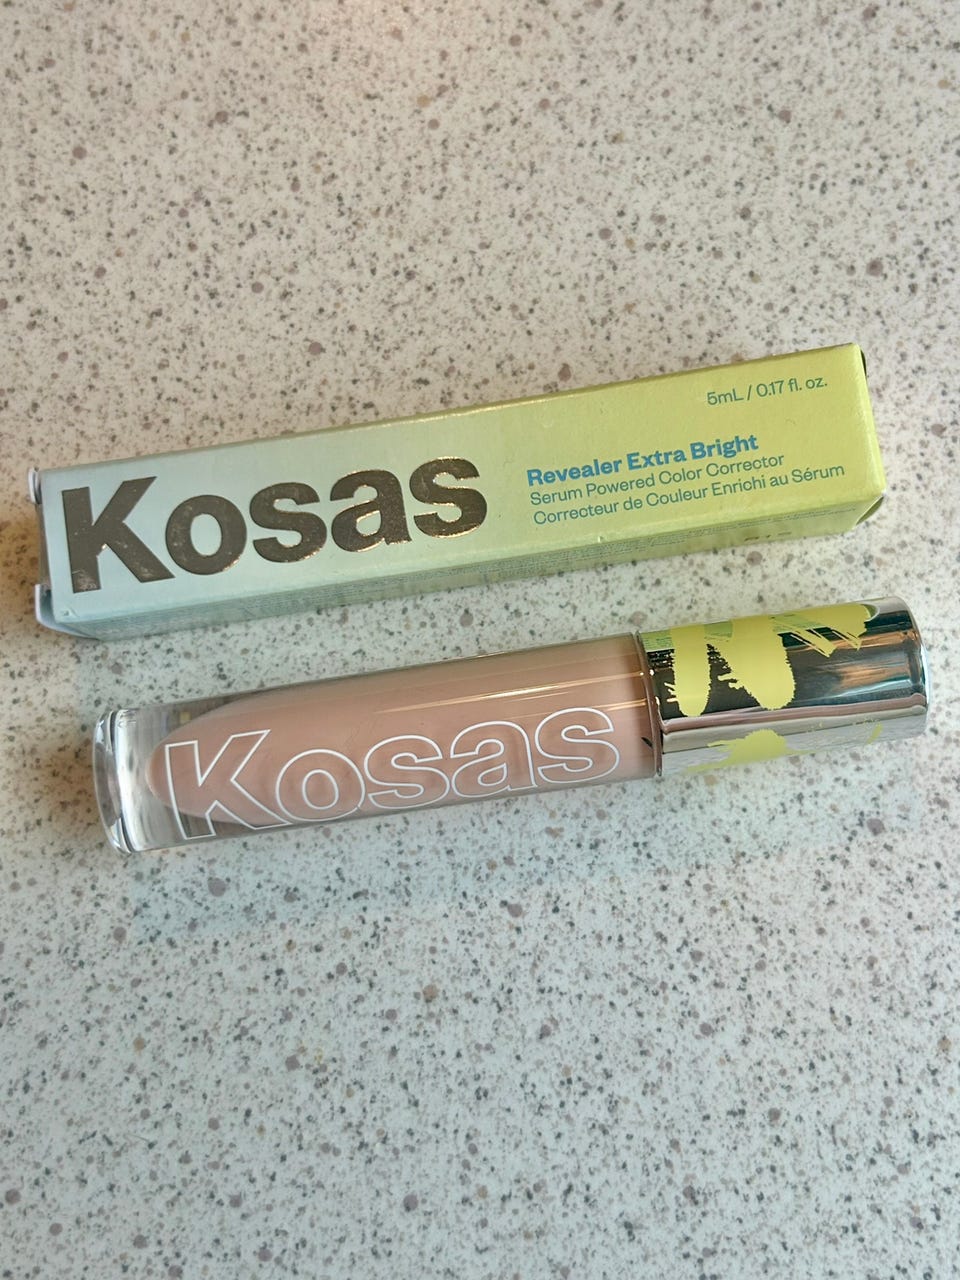 Kosas
5mL / 0.17 fl. oz.
Revealer Extra Bright
Serum Powered Color Corrector
Correcteur de Couleur Enrichi au Sérum
Kosas